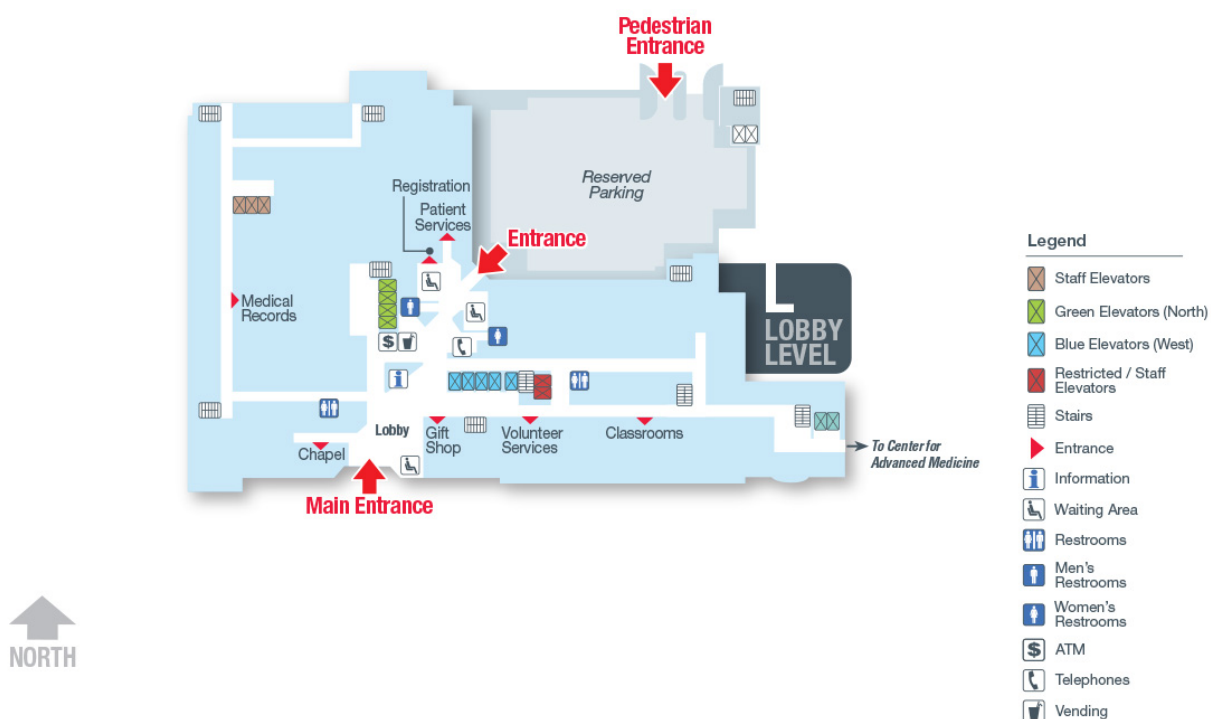 Pedestrian
Entrance
Reserved
Parking
Registration
Patient
Services
Entrance
Medical
Records
$
i
LOBBY
LEVEL
Lobby
Gift
Shop
Volunteer
Services
Classrooms
Chapel
To Center for
Advanced Medicine
Main Entrance
NORTH
Legend
Staff Elevators
Green Elevators (North)
Blue Elevators (West)
Restricted / Staff
Elevators
Stairs
Entrance
i Information
Waiting Area
Restrooms
Men's
Restrooms
Women's
Restrooms
$ ATM
Telephones
Vending